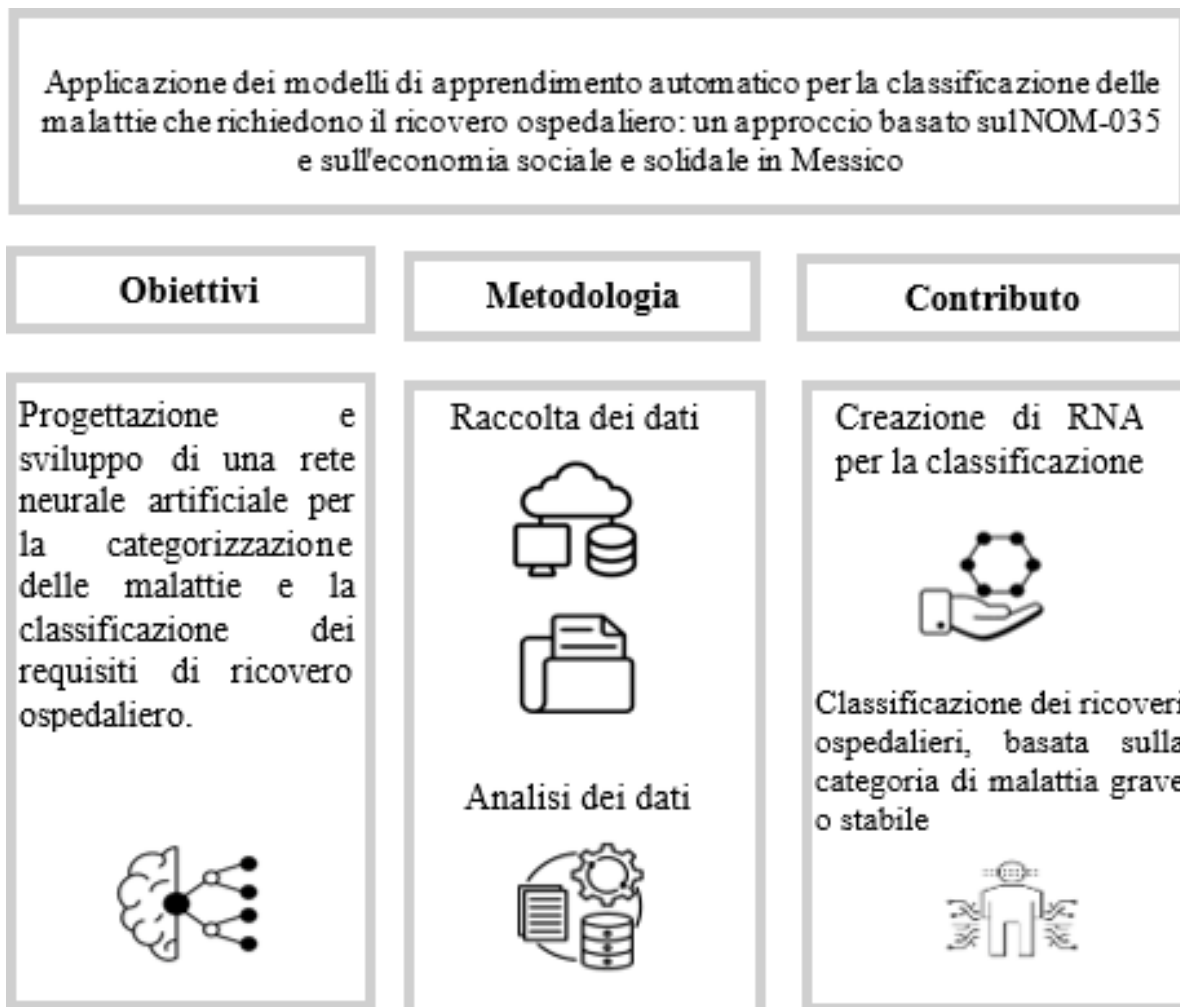 Applicazione dei modelli di apprendimento automatico per la classificazione delle
malattie che richiedono il ricovero ospedaliero: un approccio basato sul NOM-035
e sull'economia sociale e solidale in Messico
Obiettivi
Metodologia
Contributo
Progettazione e
sviluppo di una rete
neurale artificiale per
la categorizzazione
delle malattie e la
classificazione dei
requisiti di ricovero
ospedaliero.
Raccolta dei dati
Analisi dei dati
Creazione di RNA
per la classificazione
Classificazione dei ricoveri
ospedalieri, basata sulla
categoria di malattia grave
o stabile